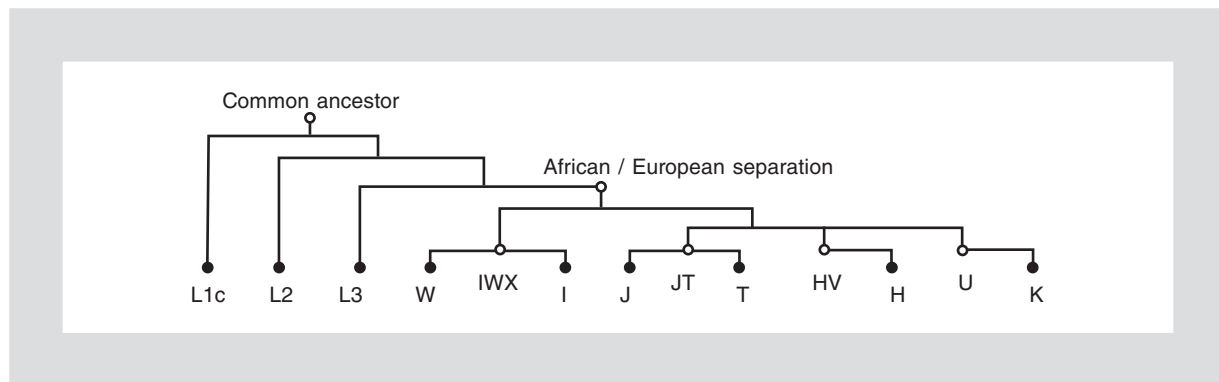 Common ancestor
African / European separation
L1c L2 L3 W IWX I J JT T HV H U K